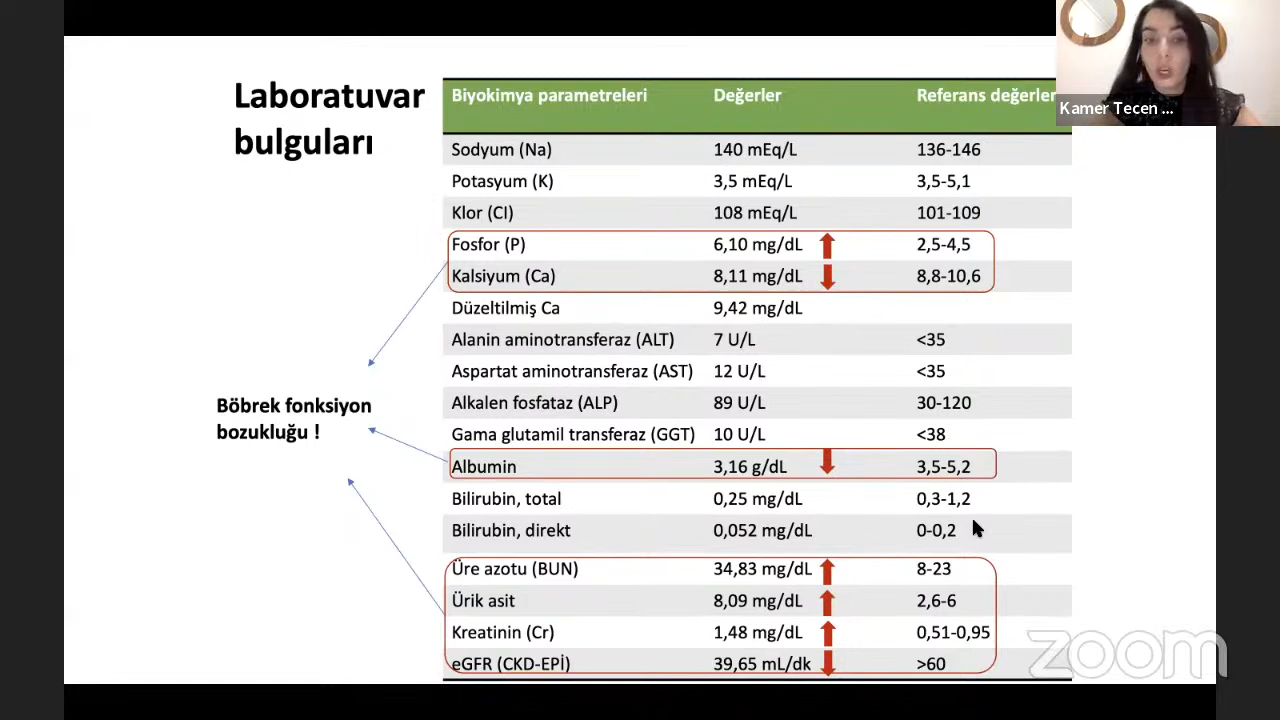 Laboratuvar
bulguları
Biyokimya parametreleri Değerler Referans değerler
Sodyum (Na) 140 mEq/L 136-146
Potasyum (K) 3,5 mEq/L 3,5-5,1
Klor (Cl) 108 mEq/L 101-109
Fosfor (P) 6,10 mg/dL 2,5-4,5
Kalsiyum (Ca) 8,11 mg/dL 8,8-10,6
Düzeltilmiş Ca 9,42 mg/dL
Alanin aminotransferaz (ALT) 7 U/L <35
Aspartat aminotransferaz (AST) 12 U/L <35
Alkalen fosfataz (ALP) 89 U/L 30-120
Gama glutamil transferaz (GGT) 10 U/L <38
Albumin 3,16 g/dL 3,5-5,2
Bilirubin, total 0,25 mg/dL 0,3-1,2
Bilirubin, direkt 0,052 mg/dL 0-0,2
Üre azotu (BUN) 34,83 mg/dL 8-23
Ürik asit 8,09 mg/dL 2,6-6
Kreatinin (Cr) 1,48 mg/dL 0,51-0,95
eGFR (CKD-EPİ) 39,65 mL/dk >60
Böbrek fonksiyon
bozukluğu !
Kamer Tecen ...
zoom